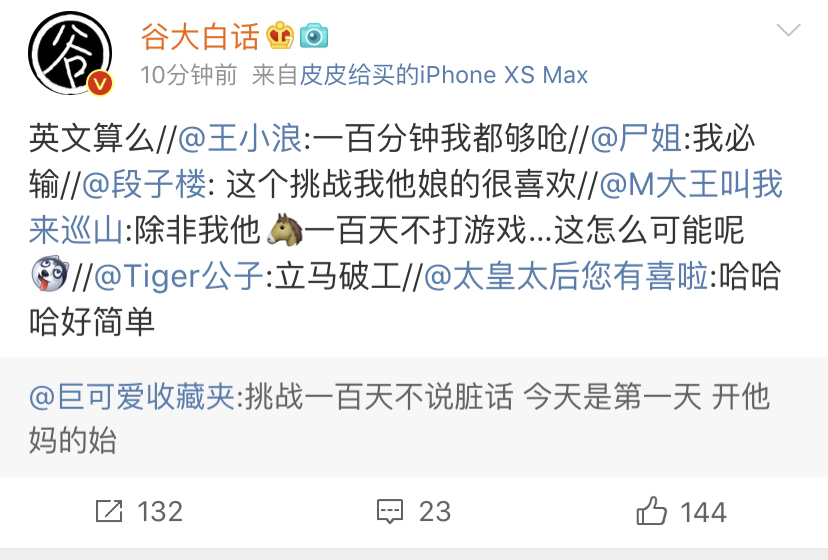 谷
谷大白话
V
10分钟前 来自皮皮给买的iPhone XS Max
英文算么//@王小浪:一百分钟我都够呛//@尸姐:我必
输//@段子楼: 这个挑战我他娘的很喜欢//@M大王叫我
来巡山:除非我他🐴一百天不打游戏...这怎么可能呢
//@Tiger公子:立马破工//@太皇太后您有喜啦:哈哈
哈好简单
@巨可爱收藏夹:挑战一百天不说脏话 今天是第一天 开他
妈的始
132 23 144